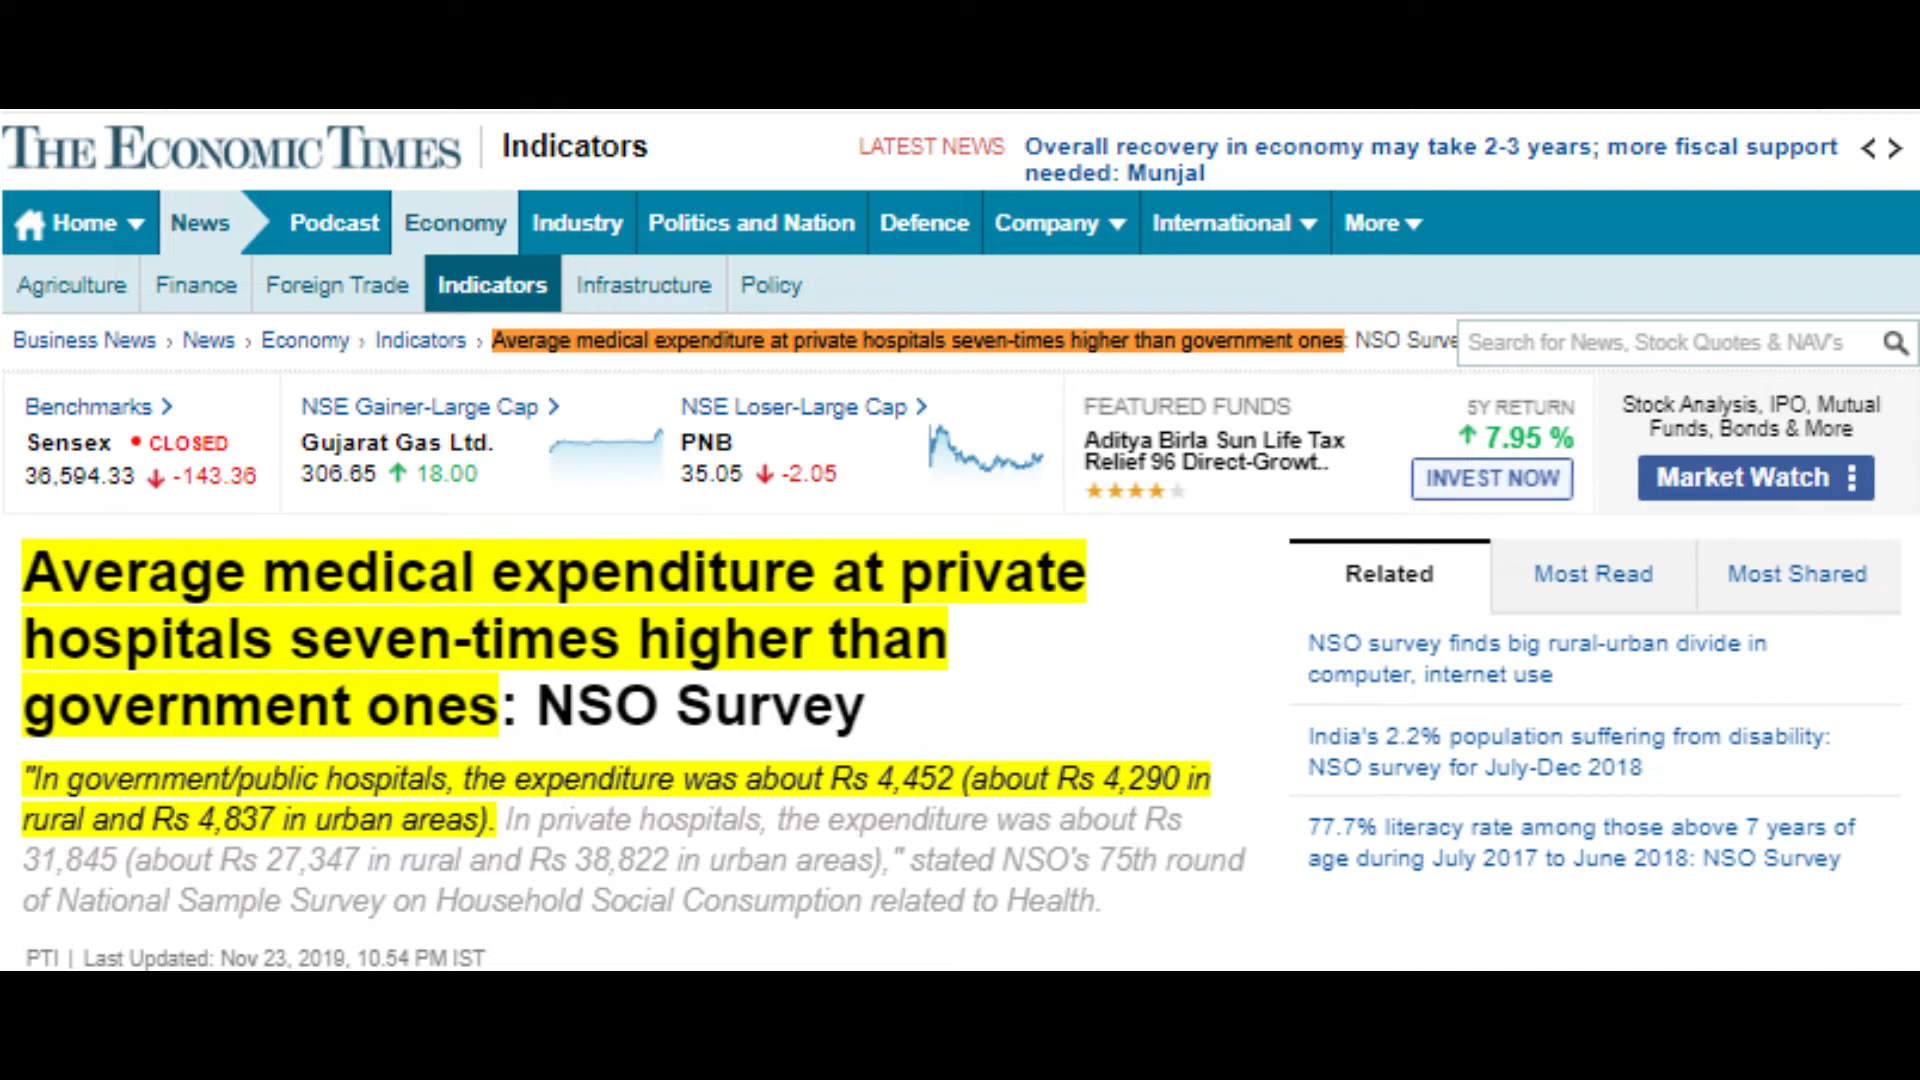 THE ECONOMIC TIMES
Indicators
LATEST NEWS
Overall recovery in economy may take 2-3 years; more fiscal support
needed: Munjal
Home News Podcast Economy Industry Politics and Nation Defence Company International More
Agriculture Finance Foreign Trade Indicators Infrastructure Policy
Business News › News › Economy › Indicators › Average medical expenditure at private hospitals seven-times higher than government ones: NSO Surve
Search for News, Stock Quotes & NAV's
Benchmarks >
Sensex • CLOSED
36,594.33 ↓ -143.36
NSE Gainer-Large Cap >
Gujarat Gas Ltd.
306.65 ↑ 18.00
NSE Loser-Large Cap >
PNB
35.05 ↓ -2.05
FEATURED FUNDS
Aditya Birla Sun Life Tax
Relief 96 Direct-Growt..
5Y RETURN
↑ 7.95 %
INVEST NOW
Stock Analysis, IPO, Mutual
Funds, Bonds & More
Market Watch
Average medical expenditure at private
hospitals seven-times higher than
government ones: NSO Survey
"In government/public hospitals, the expenditure was about Rs 4,452 (about Rs 4,290 in
rural and Rs 4,837 in urban areas). In private hospitals, the expenditure was about Rs
31,845 (about Rs 27,347 in rural and Rs 38,822 in urban areas)," stated NSO's 75th round
of National Sample Survey on Household Social Consumption related to Health.
PTI | Last Updated: Nov 23, 2019, 10.54 PM IST
Related Most Read Most Shared
NSO survey finds big rural-urban divide in
computer, internet use
India's 2.2% population suffering from disability:
NSO survey for July-Dec 2018
77.7% literacy rate among those above 7 years of
age during July 2017 to June 2018: NSO Survey